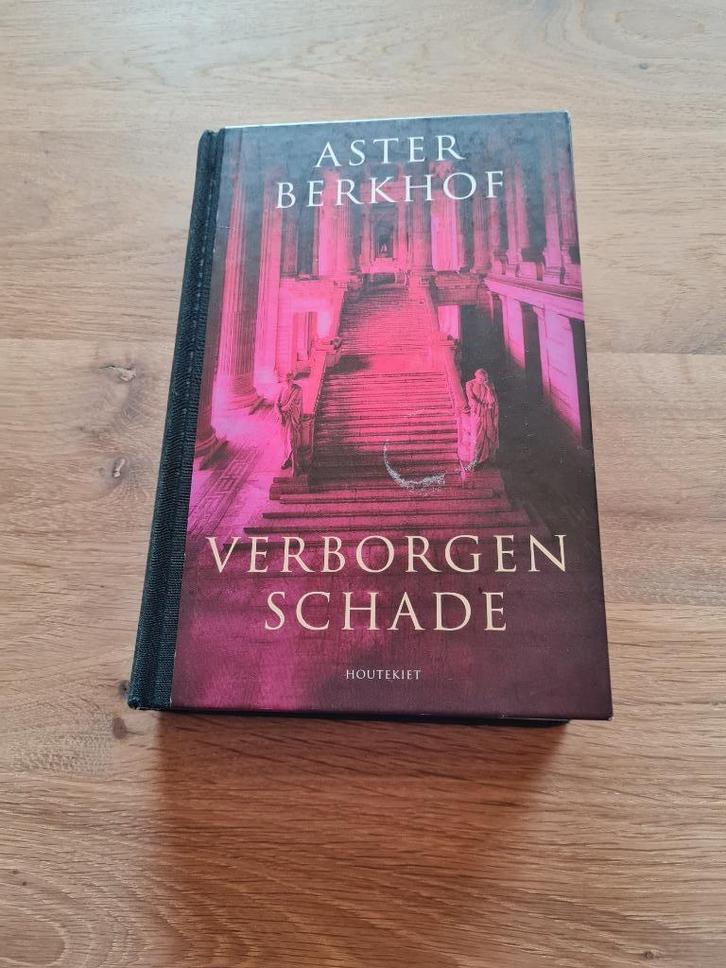 ASTER
BERKHOF
VERBORGEN
SCHADE
HOUTEKIET